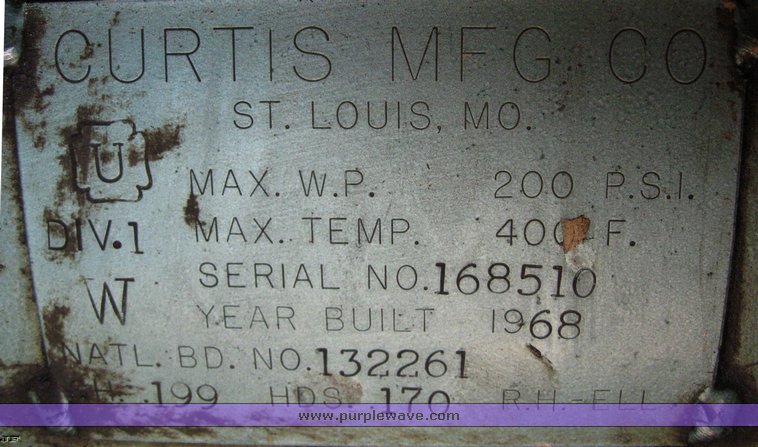 CURTIS MFG CO
ST. LOUIS, MO.
U MAX. W.P. 200 P.S.I.
DIV.1 MAX. TEMP. 400 F.
SERIAL NO. 168510
W YEAR BUILT 1968
NATL. BD. NO. 132261
H. .199 HDS. .170 R.H.-ELL.
www.purplewave.com